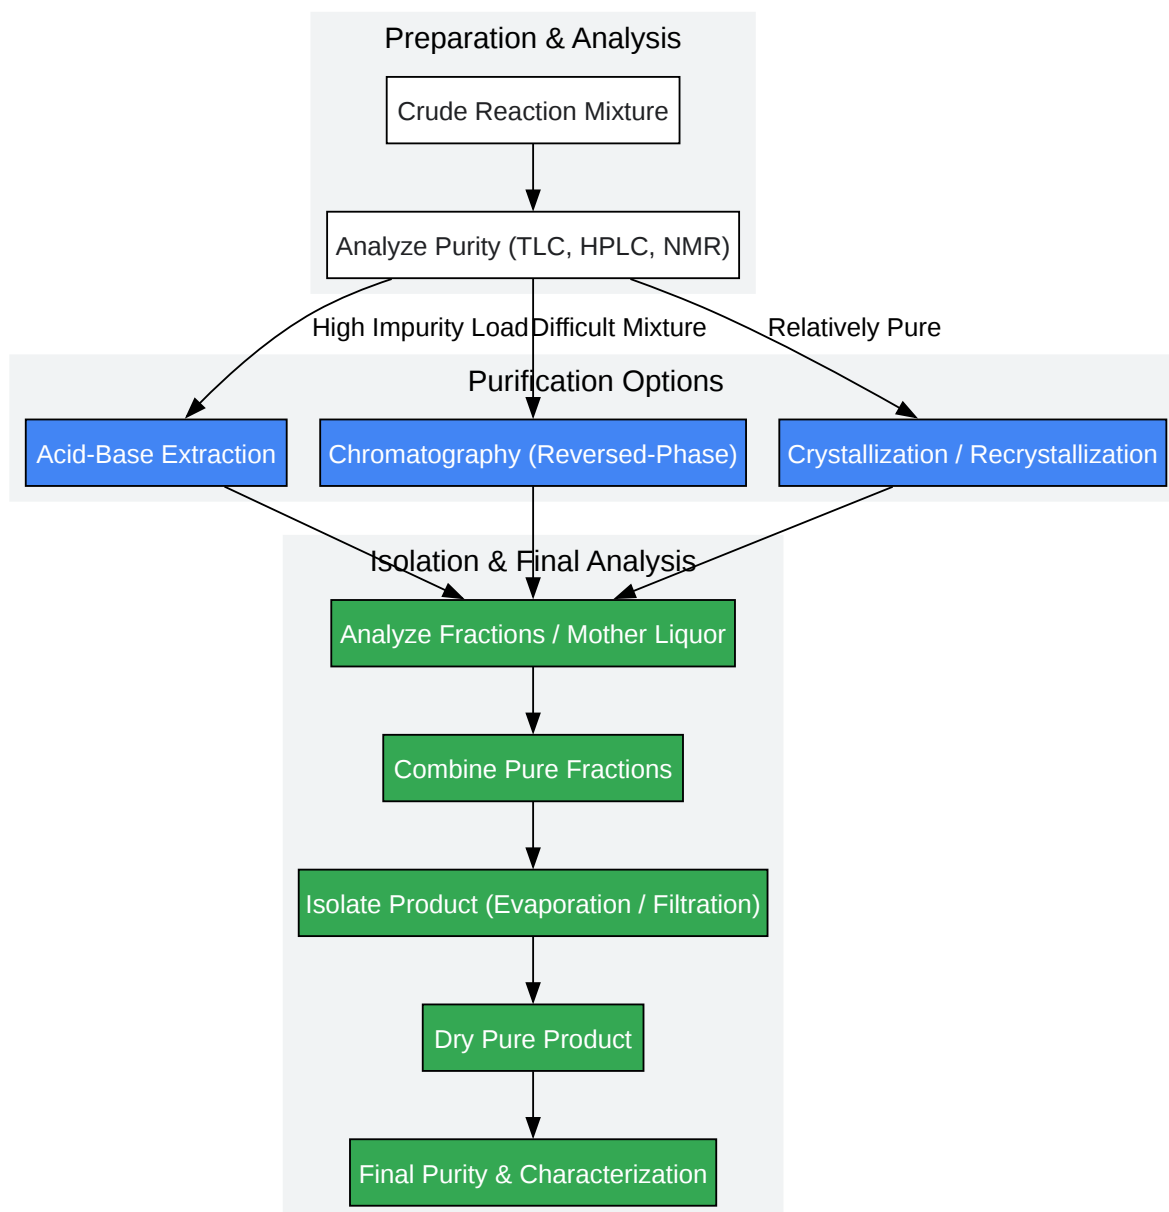 Preparation & Analysis
Crude Reaction Mixture
Analyze Purity (TLC, HPLC, NMR)
High Impurity Load
Difficult Mixture
Relatively Pure
Purification Options
Acid-Base Extraction
Chromatography (Reversed-Phase)
Crystallization / Recrystallization
Isolation & Final Analysis
Analyze Fractions / Mother Liquor
Combine Pure Fractions
Isolate Product (Evaporation / Filtration)
Dry Pure Product
Final Purity & Characterization